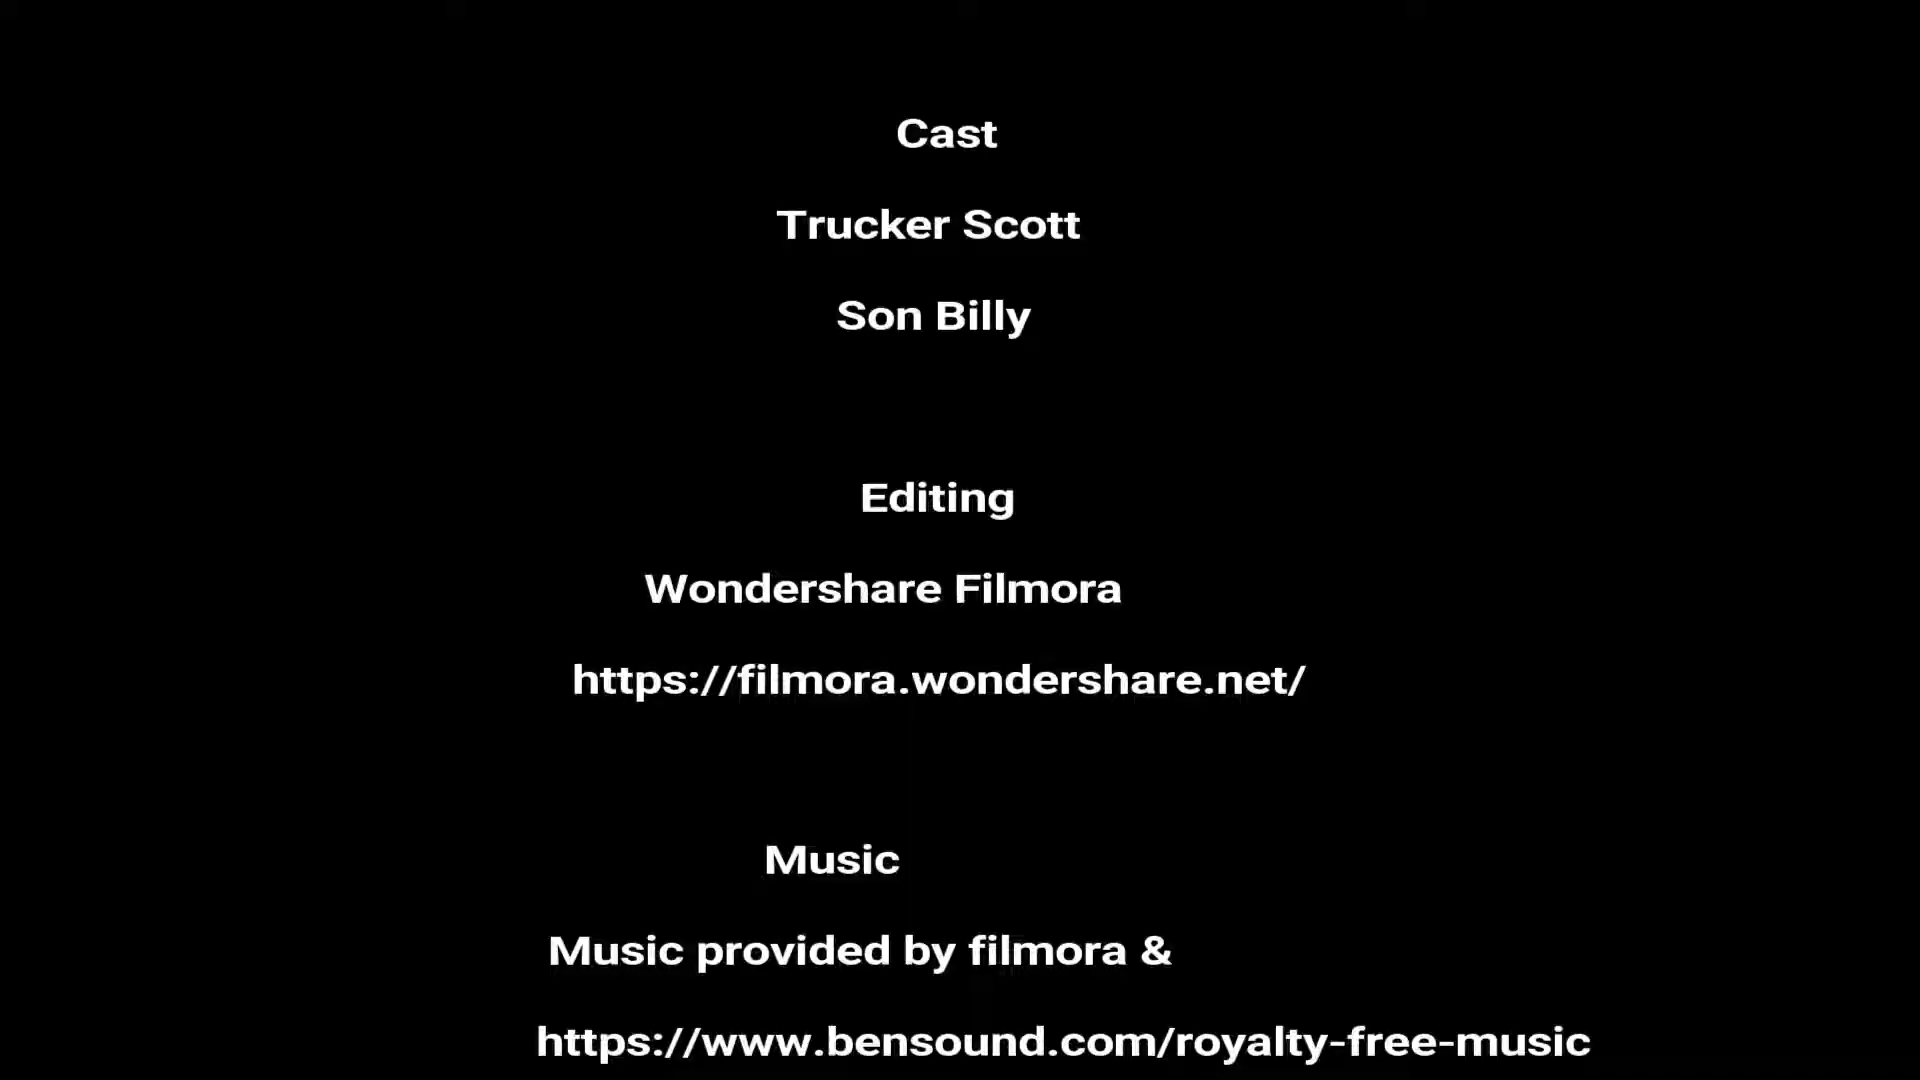 Cast
Trucker Scott
Son Billy
Editing
Wondershare Filmora
https://filmora.wondershare.net/
Music
Music provided by filmora &
https://www.bensound.com/royalty-free-music